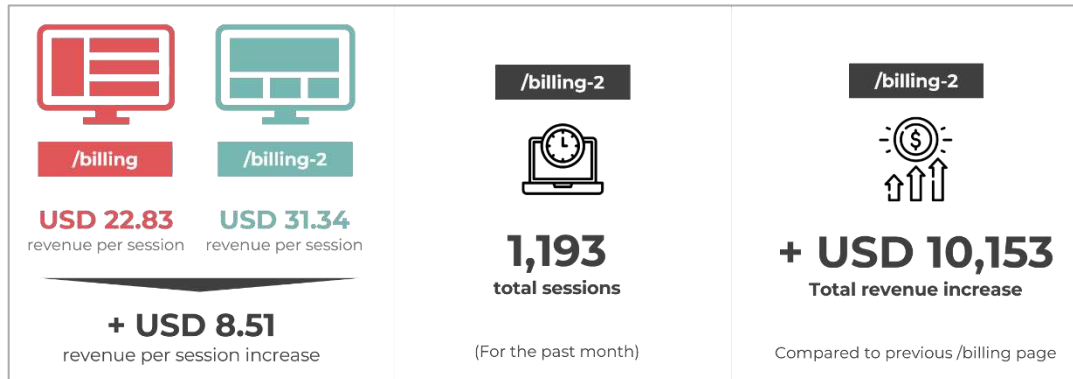 /billing
/billing-2
USD 22.83
revenue per session
USD 31.34
revenue per session
+ USD 8.51
revenue per session increase
/billing-2
1,193
total sessions
(For the past month)
/billing-2
$
+ USD 10,153
Total revenue increase
Compared to previous /billing page